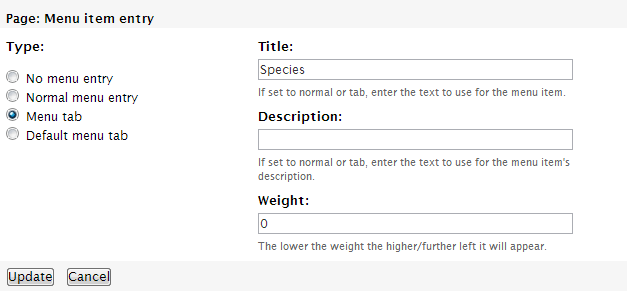 Page: Menu item entry
Type:
No menu entry
Normal menu entry
Menu tab
Default menu tab
Title:
Species
If set to normal or tab, enter the text to use for the menu item.
Description:
If set to normal or tab, enter the text to use for the menu item's
description.
Weight:
0
The lower the weight the higher/further left it will appear.
Update Cancel